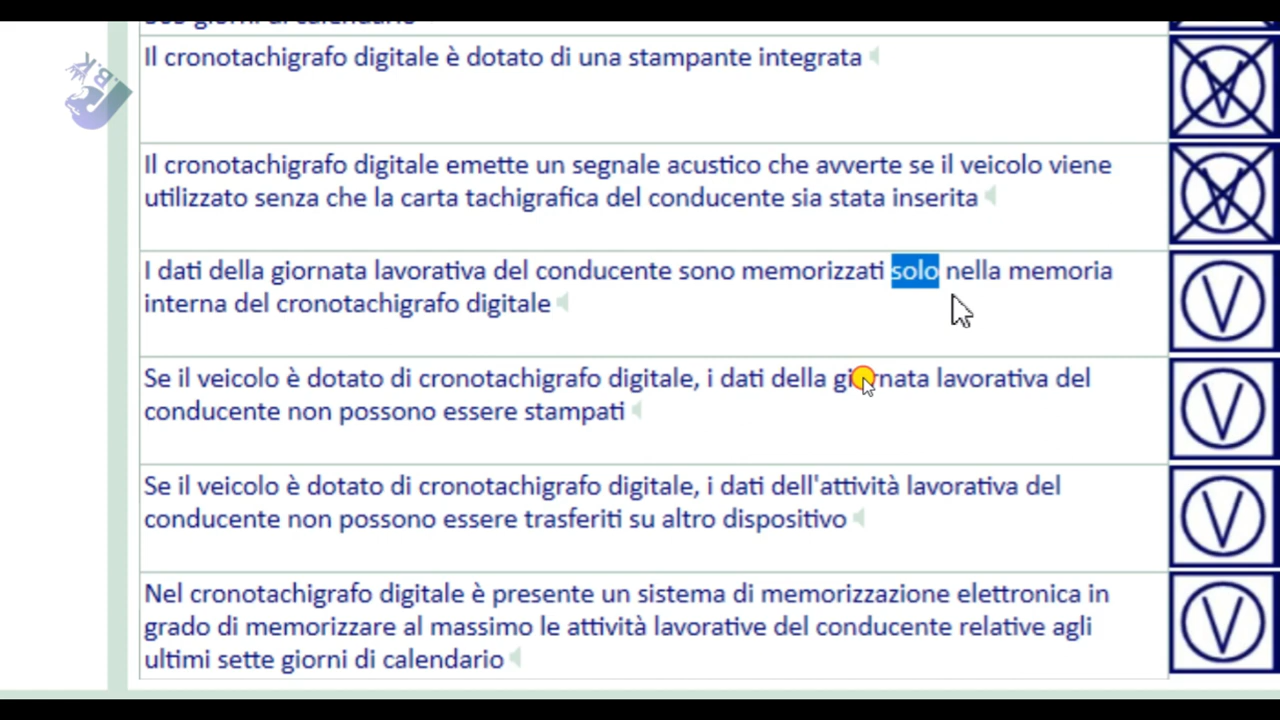 Il cronotachigrafo digitale è dotato di una stampante integrata
V
Il cronotachigrafo digitale emette un segnale acustico che avverte se il veicolo viene
utilizzato senza che la carta tachigrafica del conducente sia stata inserita
V
I dati della giornata lavorativa del conducente sono memorizzati solo nella memoria
interna del cronotachigrafo digitale
V
Se il veicolo è dotato di cronotachigrafo digitale, i dati della giornata lavorativa del
conducente non possono essere stampati
V
Se il veicolo è dotato di cronotachigrafo digitale, i dati dell'attività lavorativa del
conducente non possono essere trasferiti su altro dispositivo
V
Nel cronotachigrafo digitale è presente un sistema di memorizzazione elettronica in
grado di memorizzare al massimo le attività lavorative del conducente relative agli
ultimi sette giorni di calendario
V